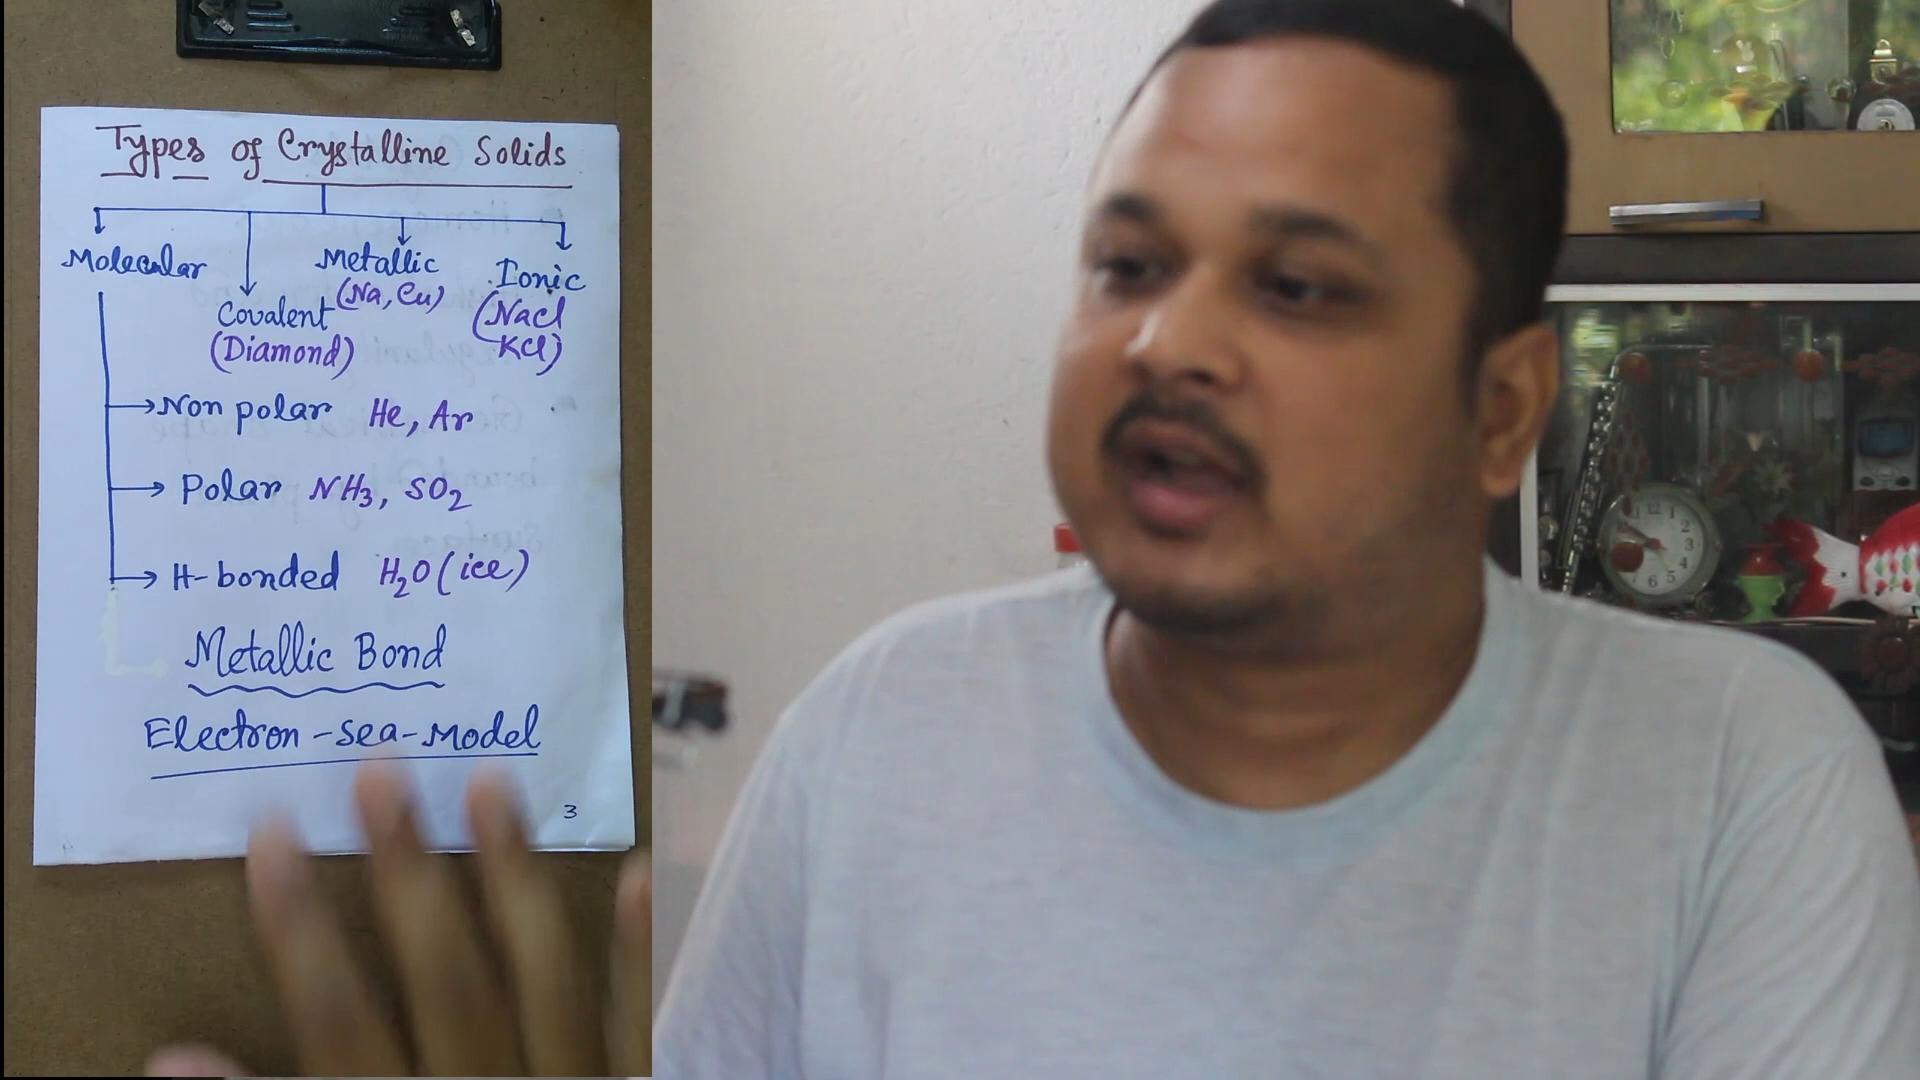 Types of Crystalline Solids
Molecular
Covalent
(Diamond)
Metallic
(Na, Cu)
Ionic
(Nacl
KCl)
Non polar He, Ar
Polar NH3, SO2
H-bonded H2O (ice)
Metallic Bond
Electron-Sea-Model
3